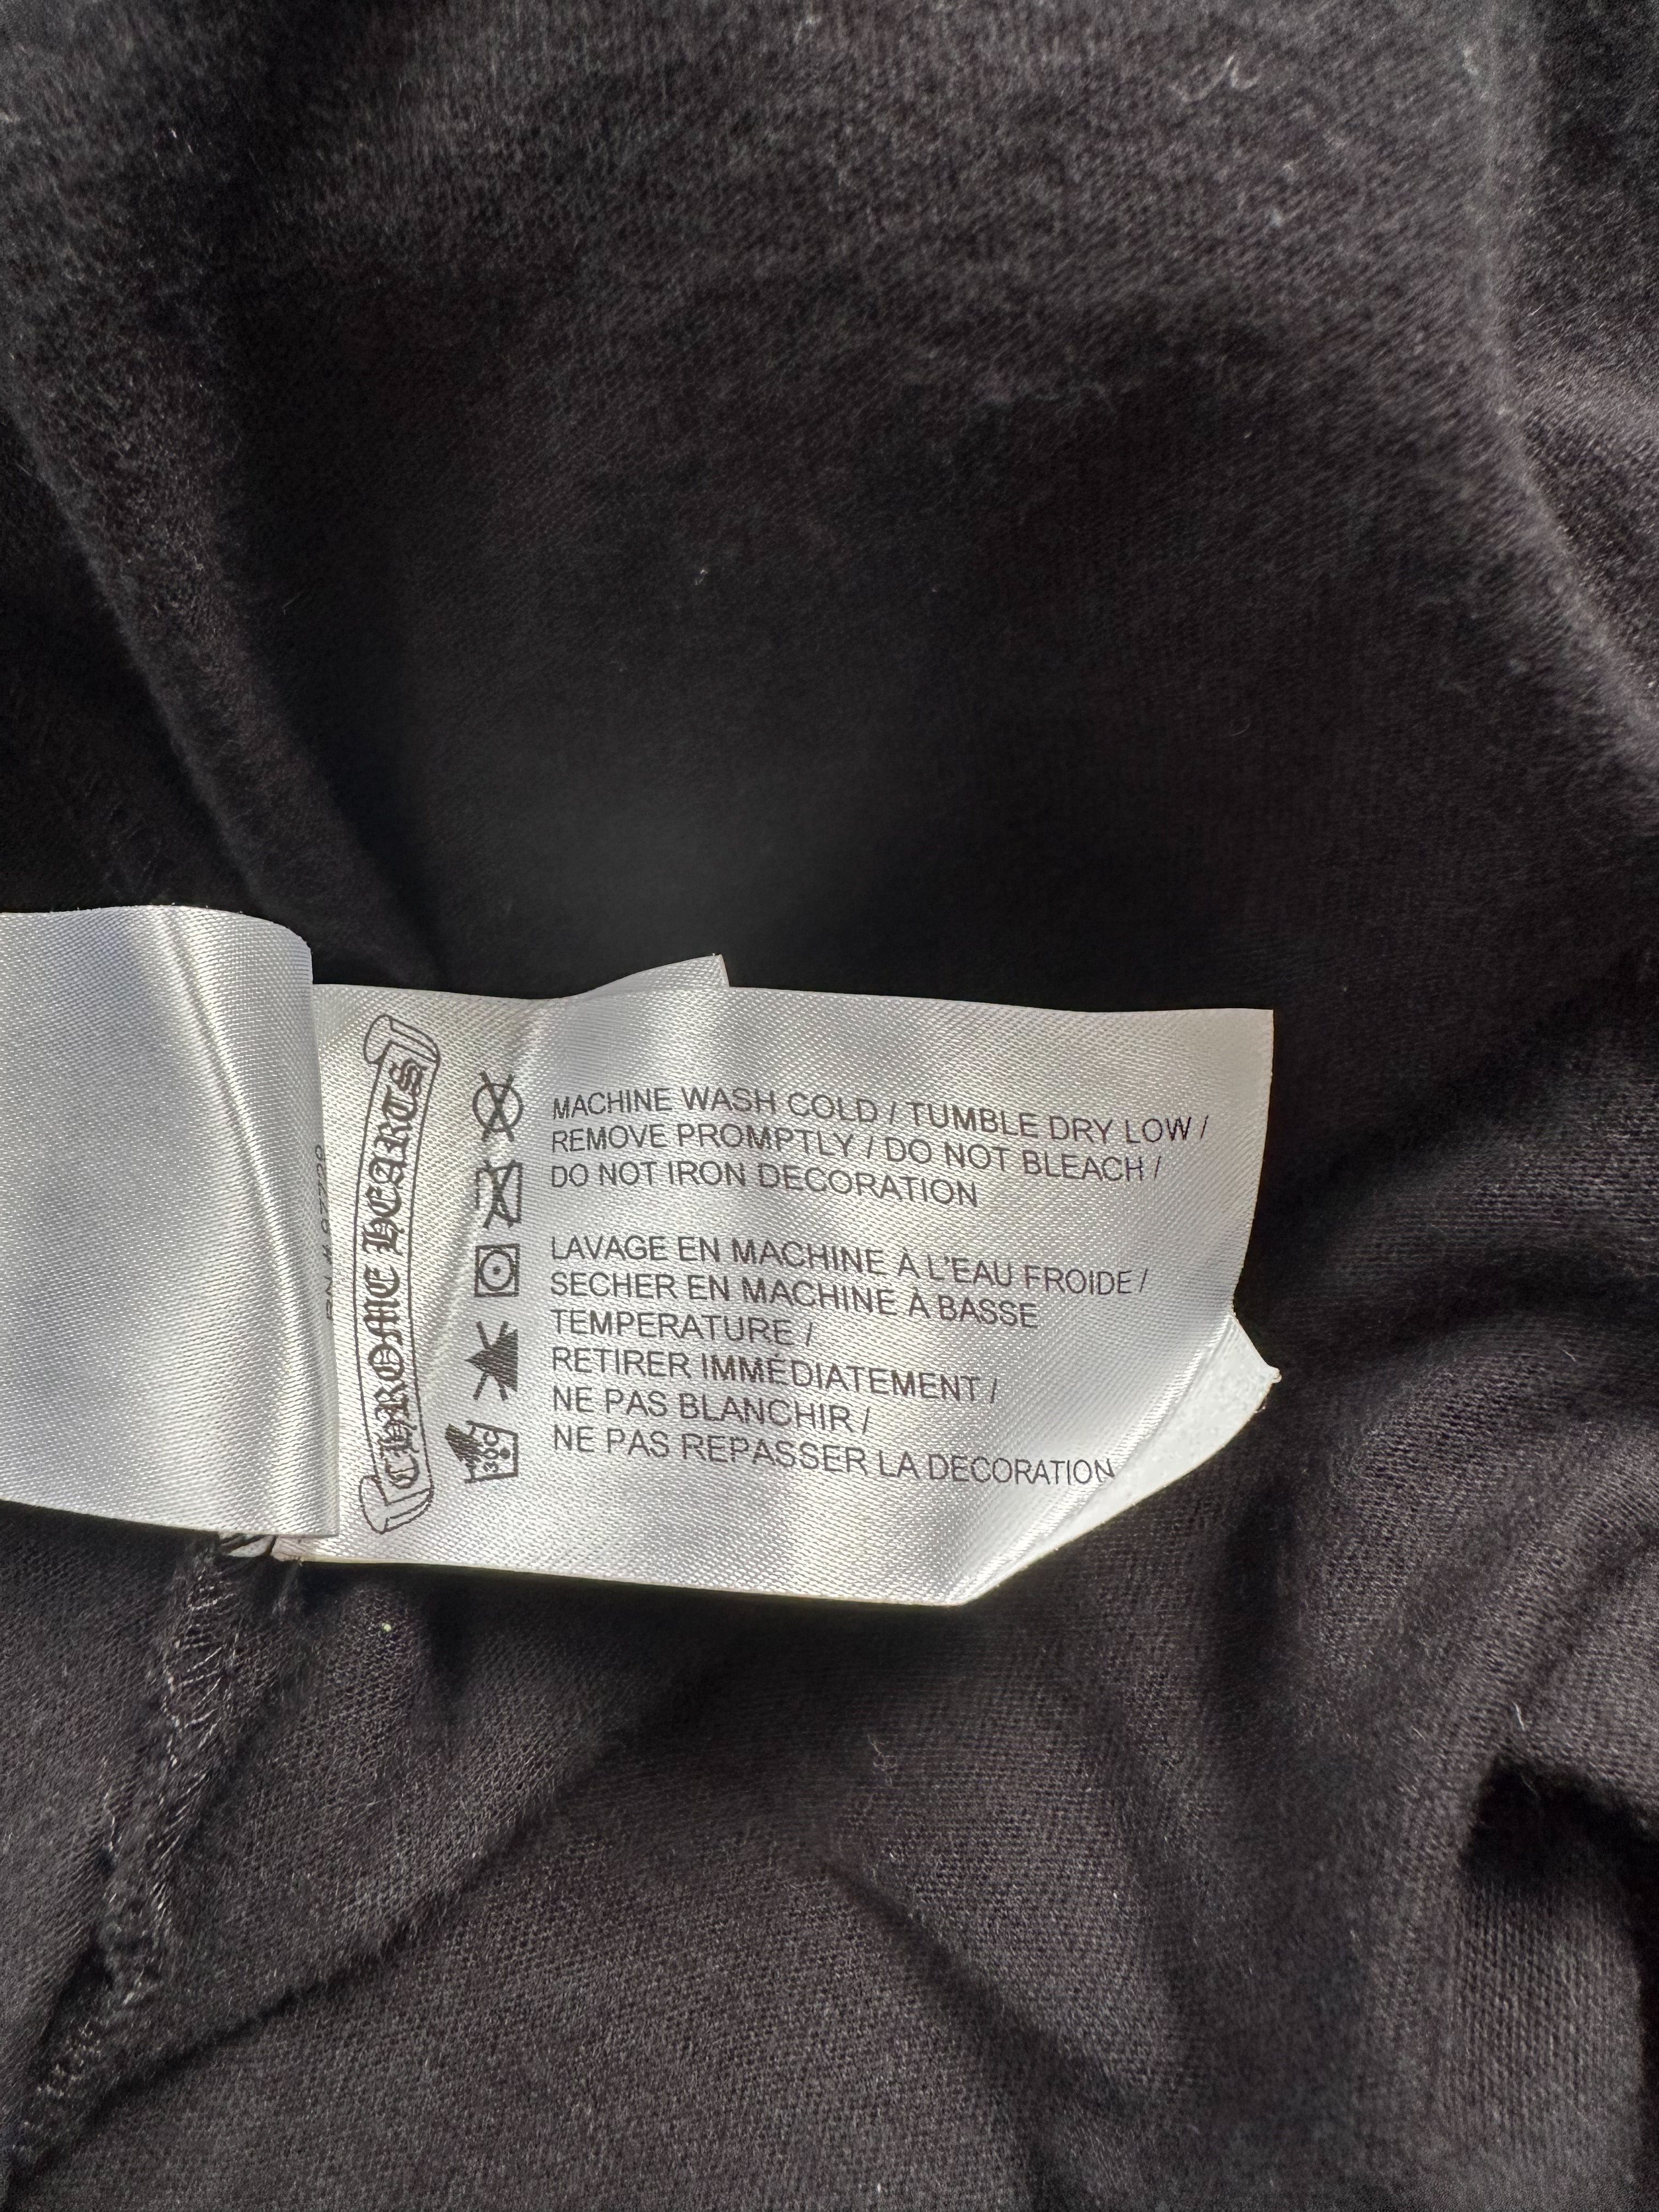 CHROME HEARTS
MACHINE WASH COLD / TUMBLE DRY LOW /
REMOVE PROMPTLY / DO NOT BLEACH /
DO NOT IRON DECORATION
LAVAGE EN MACHINE À L'EAU FROIDE /
SECHER EN MACHINE À BASSE
TEMPERATURE /
RETIRER IMMÉDIATEMENT /
NE PAS BLANCHIR /
NE PAS REPASSER LA DECORATION
30C